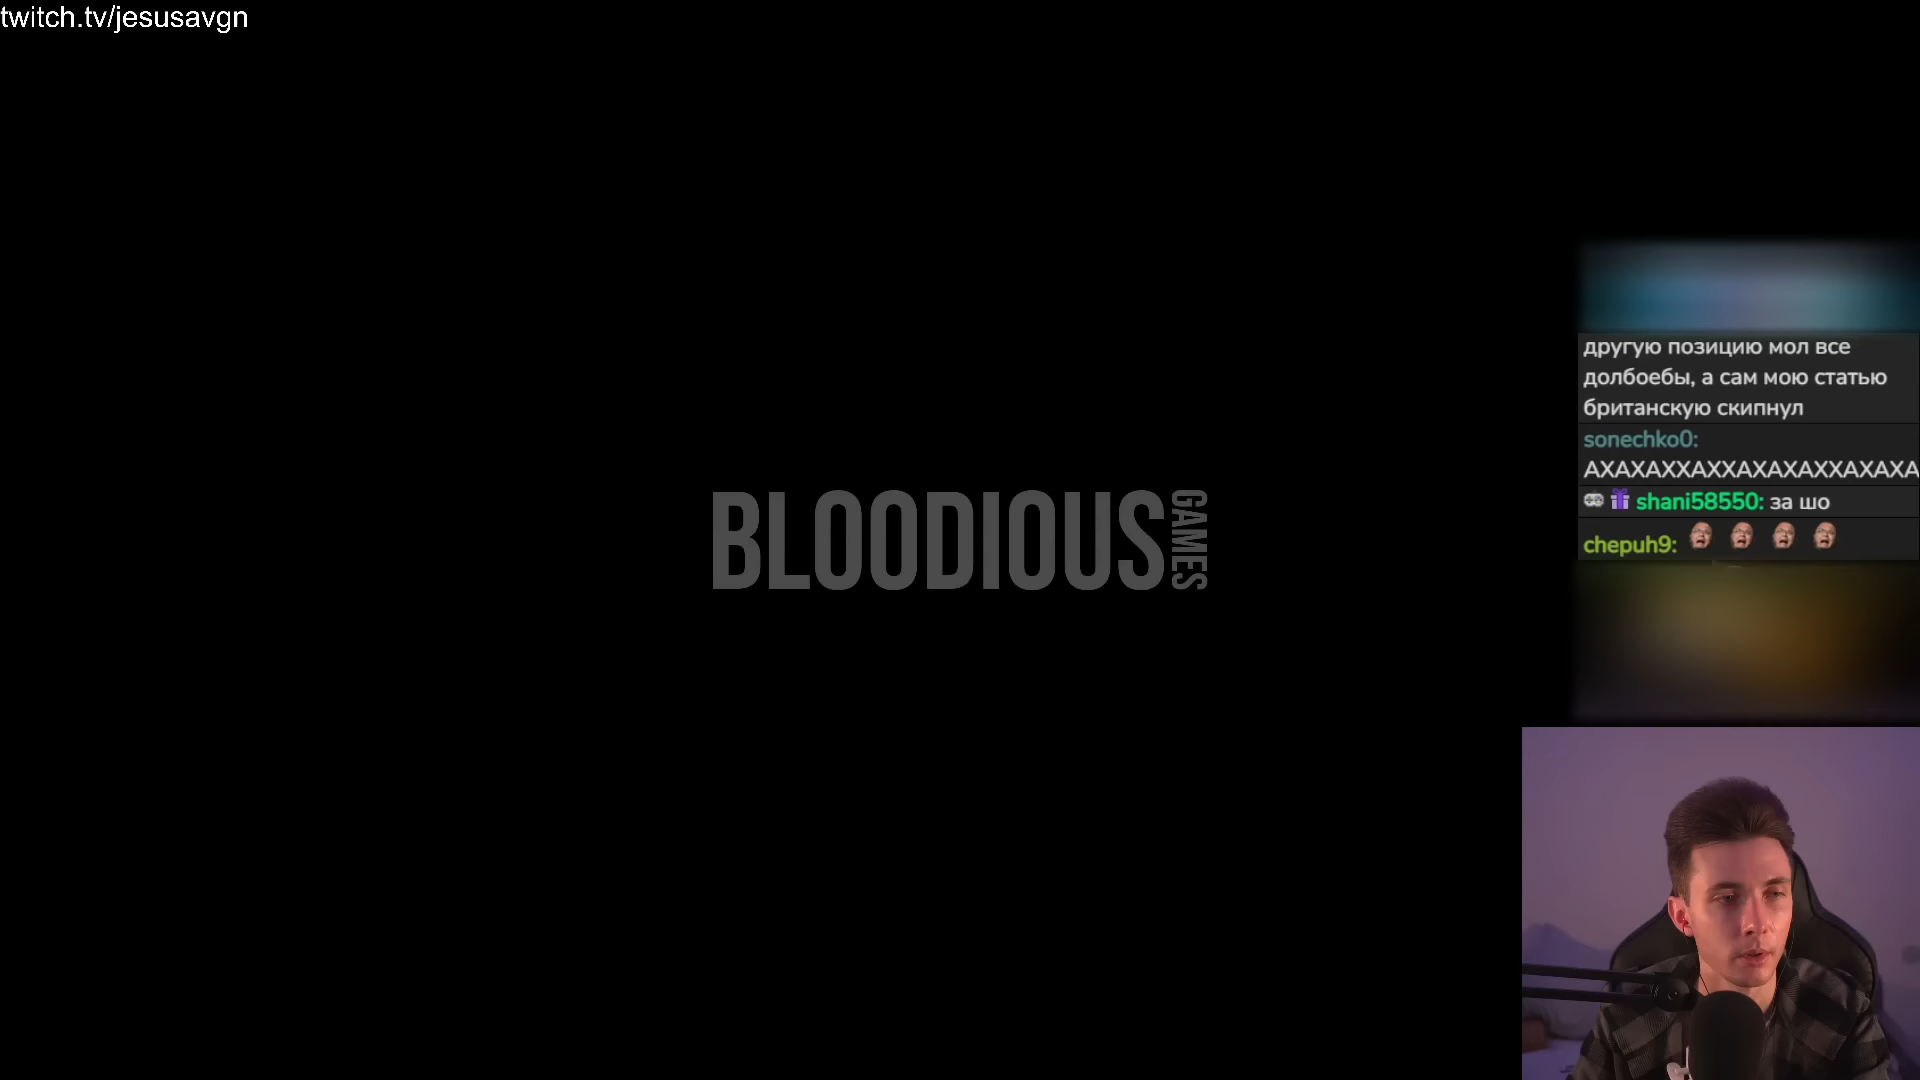 twitch.tv/jesusavgn
BLOODIOUS
GAMES
другую позицию мол все
долбоебы, а сам мою статью
британскую скипнул
sonechko0:
АХАХАХХАХХАХАХАХХАХАХА
shani58550: за шо
chepuh9: